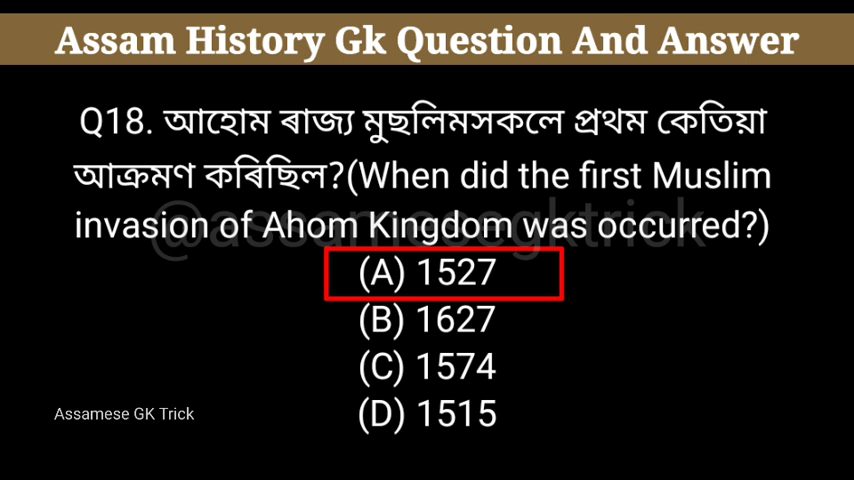 Assam History Gk Question And Answer
Q18. আহোম ৰাজ্য মুছলিমসকলে প্ৰথম কেতিয়া
আক্ৰমণ কৰিছিল?(When did the first Muslim
invasion of Ahom Kingdom was occurred?)
@assamesegktrick
(A) 1527
(B) 1627
(C) 1574
(D) 1515
Assamese GK Trick